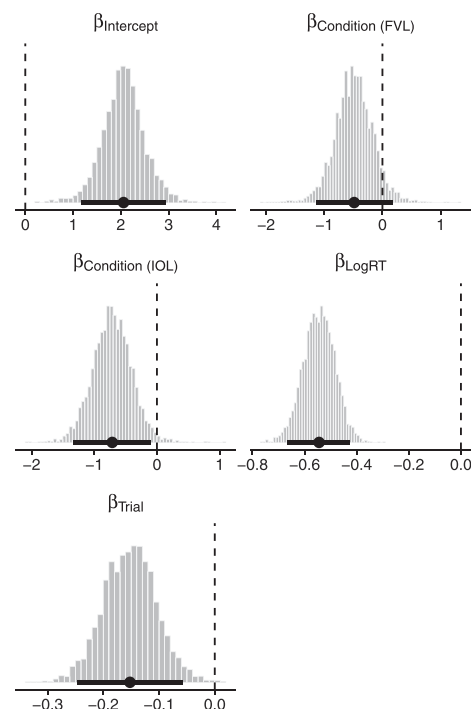 βIntercept βCondition (FVL)
0 1 2 3 4 −2 −1 0 1
βCondition (IOL) βLogRT
−2 −1 0 1 −0.8 −0.6 −0.4 −0.2 0.0
βTrial
−0.3 −0.2 −0.1 0.0